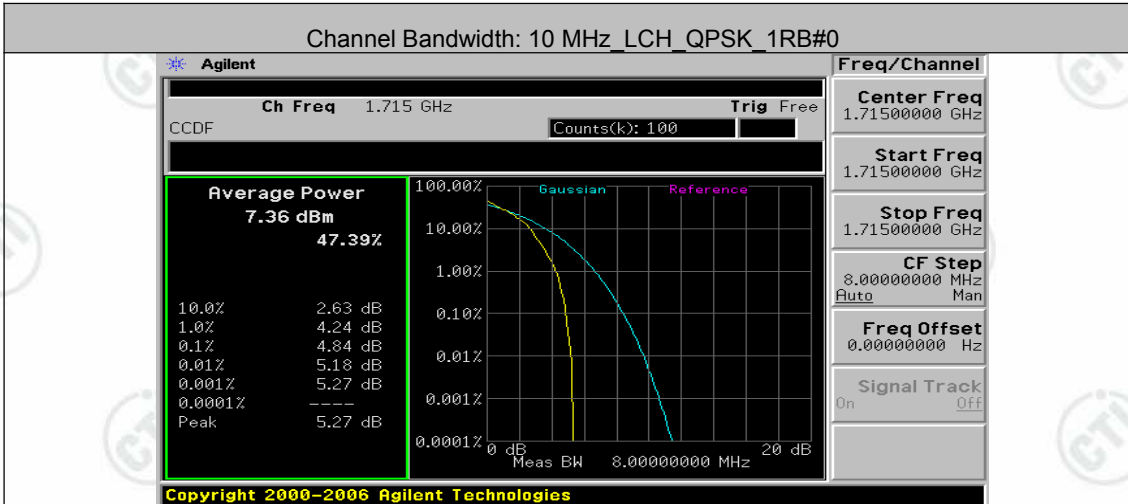 Channel Bandwidth: 10 MHz_LCH_QPSK_1RB#0
Agilent
Freq/Channel
Ch Freq 1.715 GHz Trig Free
CCDF Counts(k): 100
Center Freq
1.71500000 GHz
Start Freq
1.71500000 GHz
Stop Freq
1.71500000 GHz
CF Step
8.00000000 MHz
Auto Man
Freq Offset
0.00000000 Hz
Signal Track
On Off
Average Power
7.36 dBm
47.39%
10.0% 2.63 dB
1.0% 4.24 dB
0.1% 4.84 dB
0.01% 5.18 dB
0.001% 5.27 dB
0.0001% ----
Peak 5.27 dB
Gaussian Reference
100.00%
10.00%
1.00%
0.10%
0.01%
0.001%
0.0001%
0 dB 20 dB
Meas BW 8.00000000 MHz
Copyright 2000-2006 Agilent Technologies
CTI
CTI
CTI